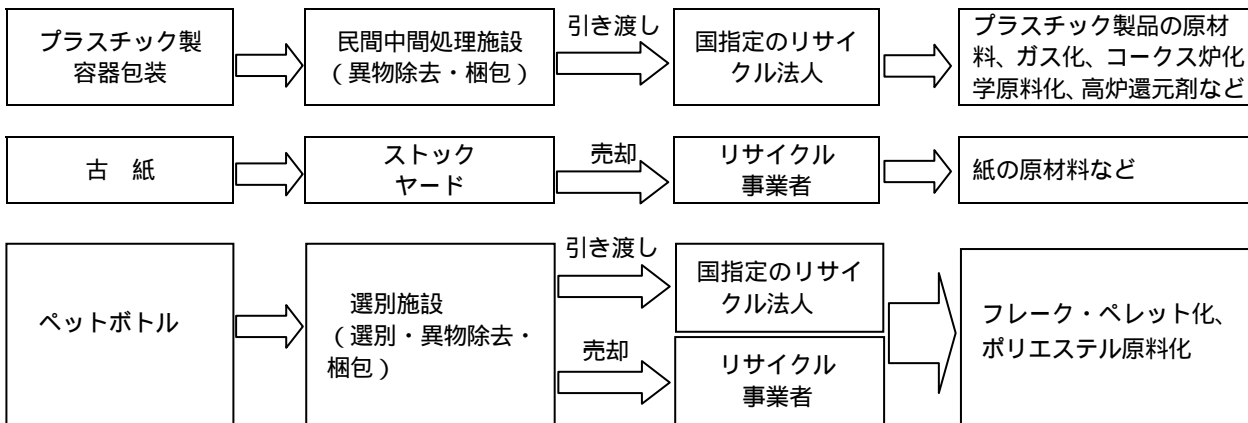 プラスチック製
容器包装
民間中間処理施設
（異物除去・梱包）
引き渡し
国指定のリサイ
クル法人
プラスチック製品の原材
料、ガス化、コークス炉化
学原料化、高炉還元剤など
古　紙
ストック
ヤード
売却
リサイクル
事業者
紙の原材料など
ペットボトル
選別施設
（選別・異物除去・
梱包）
引き渡し
国指定のリサイ
クル法人
売却
リサイクル
事業者
フレーク・ペレット化、
ポリエステル原料化